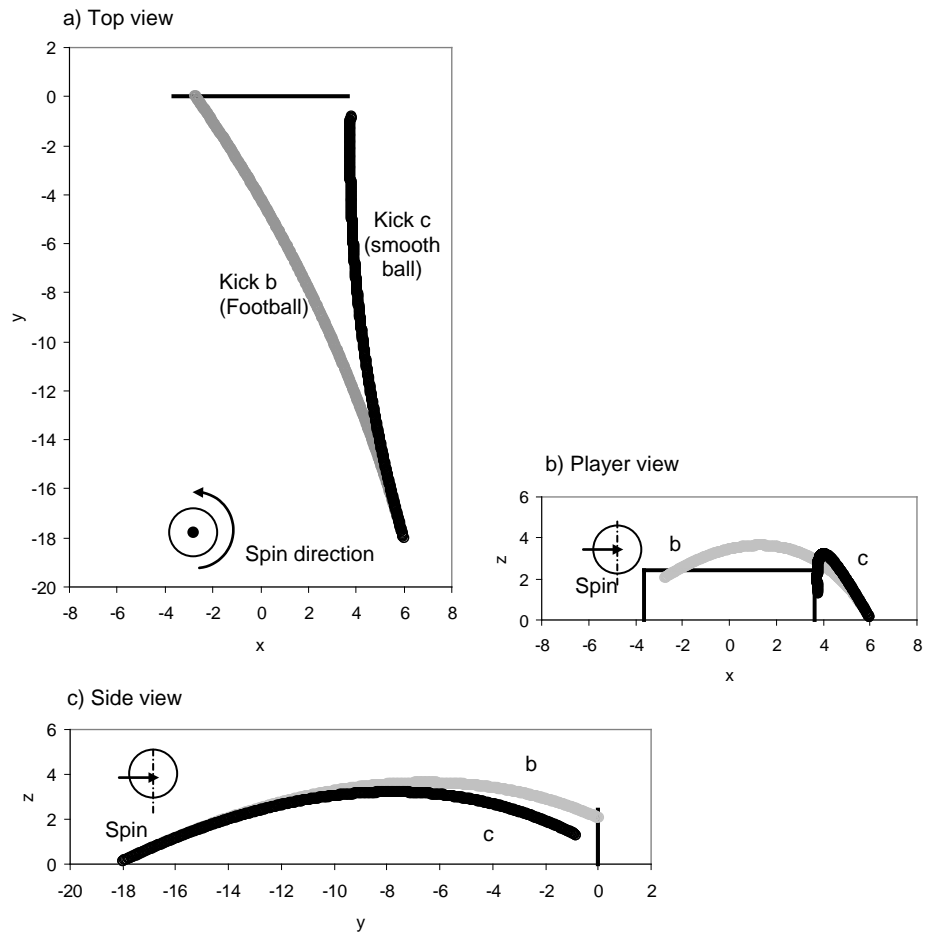 a) Top view
2
0
-2
-4
-6
-8
-10
-12
-14
-16
-18
-20
y
Kick c
(smooth
ball)
Kick b
(Football)
Spin direction
-8 -6 -4 -2 0 2 4 6 8
x
b) Player view
6
4
2
0
z
b
c
Spin
-8 -6 -4 -2 0 2 4 6 8
x
c) Side view
6
4
2
0
z
b
Spin
c
-20 -18 -16 -14 -12 -10 -8 -6 -4 -2 0 2
y